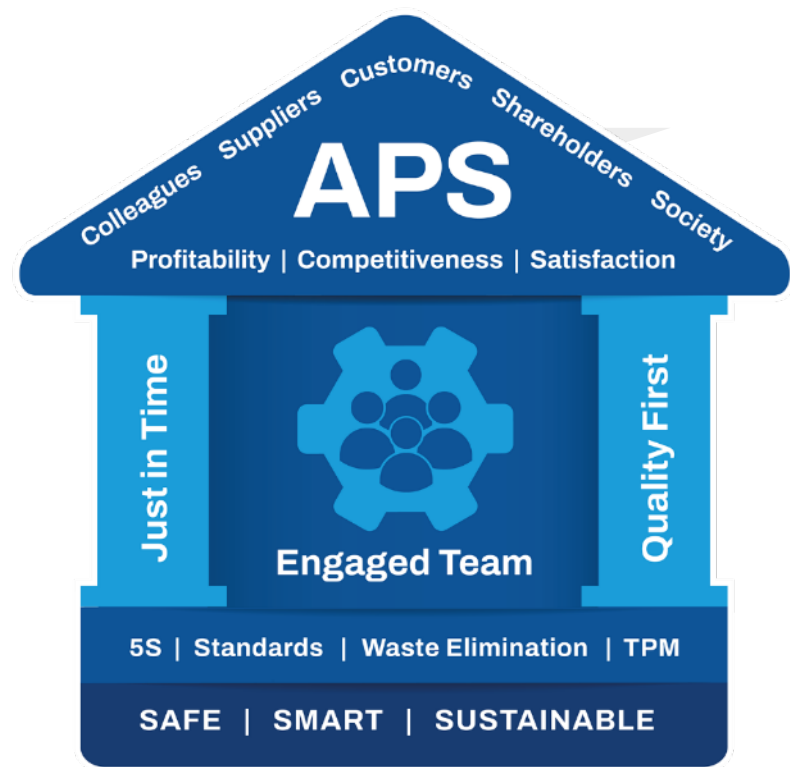 Colleagues Suppliers Customers Shareholders Society
APS
Profitability | Competitiveness | Satisfaction
Just in Time
Engaged Team
Quality First
5S | Standards | Waste Elimination | TPM
SAFE | SMART | SUSTAINABLE